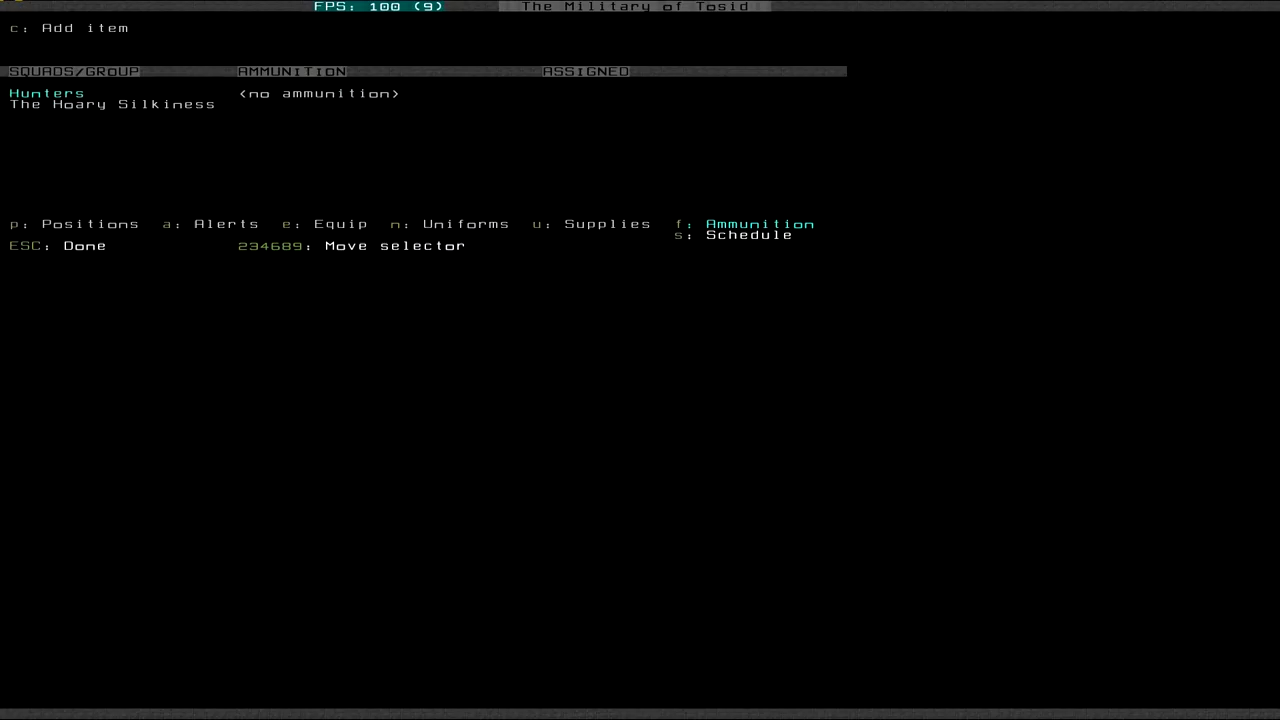 FPS: 100 (9) The Military of Tosid
c: Add item
SQUADS/GROUP AMMUNITION ASSIGNED
Hunters <no ammunition>
The Hoary Silkiness
p: Positions a: Alerts e: Equip n: Uniforms u: Supplies f: Ammunition
s: Schedule
ESC: Done 234689: Move selector